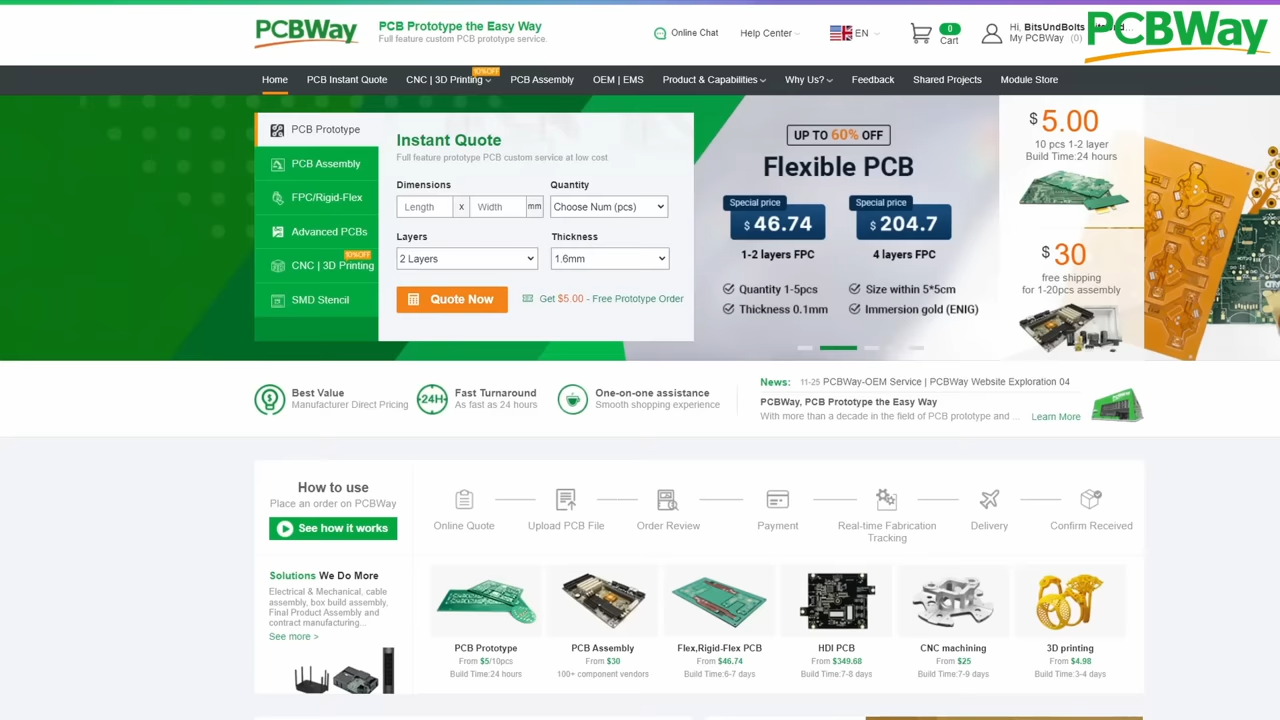 PCBWay
PCB Prototype the Easy Way
Full feature custom PCB prototype service.
Online Chat
Help Center
EN
0
Cart
Hi, BitsUndBolts
My PCBWay (0)
PCBWay
Home
PCB Instant Quote
CNC | 3D Printing
10%OFF
PCB Assembly
OEM | EMS
Product & Capabilities
Why Us?
Feedback
Shared Projects
Module Store
PCB Prototype
PCB Assembly
FPC/Rigid-Flex
Advanced PCBs
10%OFF
CNC | 3D Printing
SMD Stencil
Instant Quote
Full feature prototype PCB custom service at low cost
Dimensions
Quantity
Length x Width mm
Choose Num (pcs)
Layers
Thickness
2 Layers
1.6mm
Quote Now
Get $5.00 - Free Prototype Order
UP TO 60% OFF
Flexible PCB
Special price
$ 46.74
1-2 layers FPC
Special price
$ 204.7
4 layers FPC
Quantity 1-5pcs
Size within 5*5cm
Thickness 0.1mm
Immersion gold (ENIG)
$ 5.00
10 pcs 1-2 layer
Build Time:24 hours
$ 30
free shipping
for 1-20pcs assembly
Best Value
Manufacturer Direct Pricing
24H
Fast Turnaround
As fast as 24 hours
One-on-one assistance
Smooth shopping experience
News: 11-25 PCBWay-OEM Service | PCBWay Website Exploration 04
PCBWay, PCB Prototype the Easy Way
With more than a decade in the field of PCB prototype and ... Learn More
How to use
Place an order on PCBWay
See how it works
Online Quote
Upload PCB File
Order Review
Payment
Real-time Fabrication
Tracking
Delivery
Confirm Received
Solutions We Do More
Electrical & Mechanical, cable
assembly, box build assembly,
Final Product Assembly and
contract manufacturing...
See more >
PCB Prototype
From $5/10pcs
Build Time:24 hours
PCB Assembly
From $30
100+ component vendors
Flex,Rigid-Flex PCB
From $46.74
Build Time:6-7 days
HDI PCB
From $349.68
Build Time:7-8 days
CNC machining
From $25
Build Time:7-9 days
3D printing
From $4.98
Build Time:3-4 days